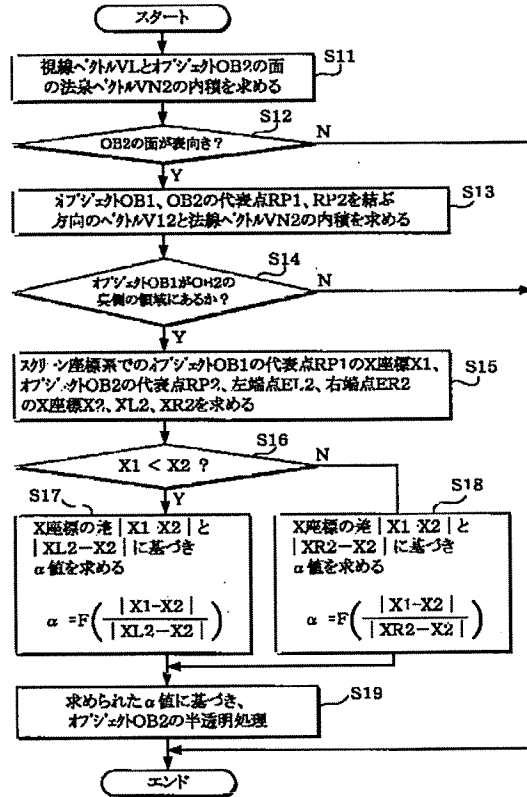 スタート
S11
視線ベクトルVLとオブジェクトOB2の面
の法線ベクトルVN2の内積を求める
S12
OB2の面が表向き?
N
Y
S13
オブジェクトOB1、OB2の代表点RP1、RP2を結ぶ
方向のベクトルV12と法線ベクトルVN2の内積を求める
S14
オブジェクトOB1がOB2の
奥側の領域にあるか?
N
Y
S15
スクリーン座標系でのオブジェクトOB1の代表点RP1のX座標X1、
オブジェクトOB2の代表点RP2、左端点EL2、右端点ER2
のX座標X2、XL2、XR2を求める
S16
X1 < X2 ?
N
Y
S17
X座標の差|X1-X2|と
|XL2-X2|に基づき
α値を求める
α=F(|X1-X2|/|XL2-X2|)
S18
X座標の差|X1-X2|と
|XR2-X2|に基づき
α値を求める
α=F(|X1-X2|/|XR2-X2|)
S19
求められたα値に基づき、
オブジェクトOB2の半透明処理
エンド